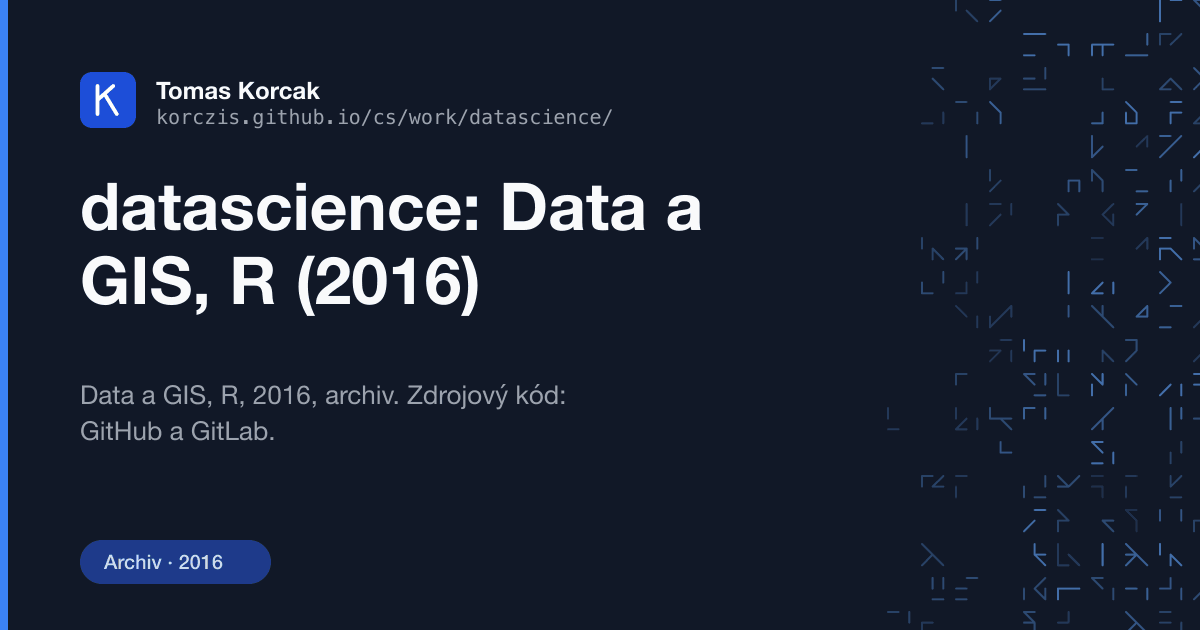 K
Tomas Korcak
korczis.github.io/cs/work/datascience/
datascience: Data a
GIS, R (2016)
Data a GIS, R, 2016, archiv. Zdrojový kód:
GitHub a GitLab.
Archiv · 2016